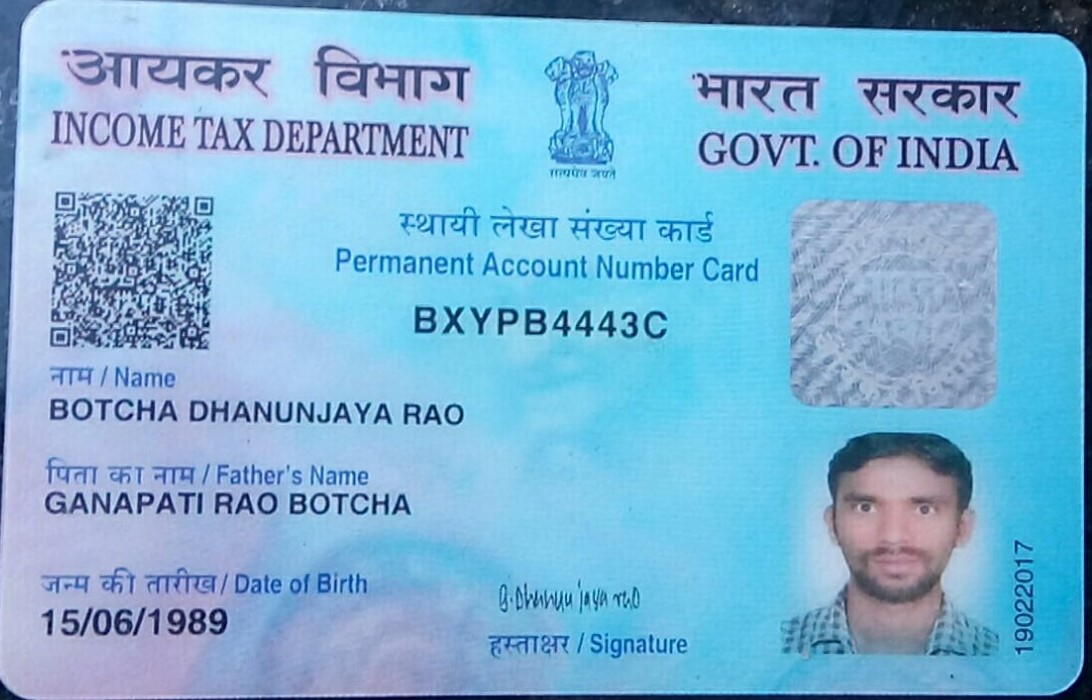 आयकर विभाग
INCOME TAX DEPARTMENT
सत्यमेव जयते
भारत सरकार
GOVT. OF INDIA
स्थायी लेखा संख्या कार्ड
Permanent Account Number Card
BXYPB4443C
नाम / Name
BOTCHA DHANUNJAYA RAO
पिता का नाम / Father's Name
GANAPATI RAO BOTCHA
जन्म की तारीख / Date of Birth
15/06/1989
B. Dhanunjaya rao
हस्ताक्षर / Signature
19022017